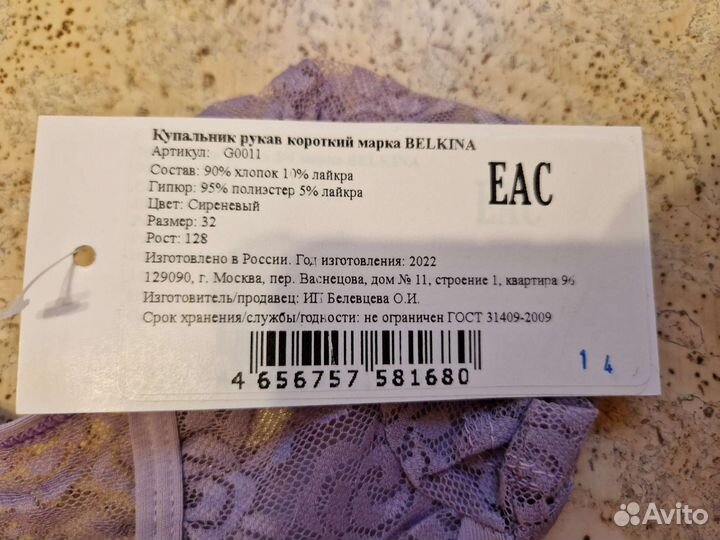 Купальник рукав короткий марка BELKINA
Артикул: G0011
Состав: 90% хлопок 10% лайкра
Гипюр: 95% полиэстер 5% лайкра
Цвет: Сиреневый
Размер: 32
Рост: 128
EAC
Изготовлено в России. Год изготовления: 2022
129090, г. Москва, пер. Васнецова, дом № 11, строение 1, квартира 96
Изготовитель/продавец: ИП Белевцева О.И.
Срок хранения/службы/годности: не ограничен ГОСТ 31409-2009
4 656757 581680
14
Avito